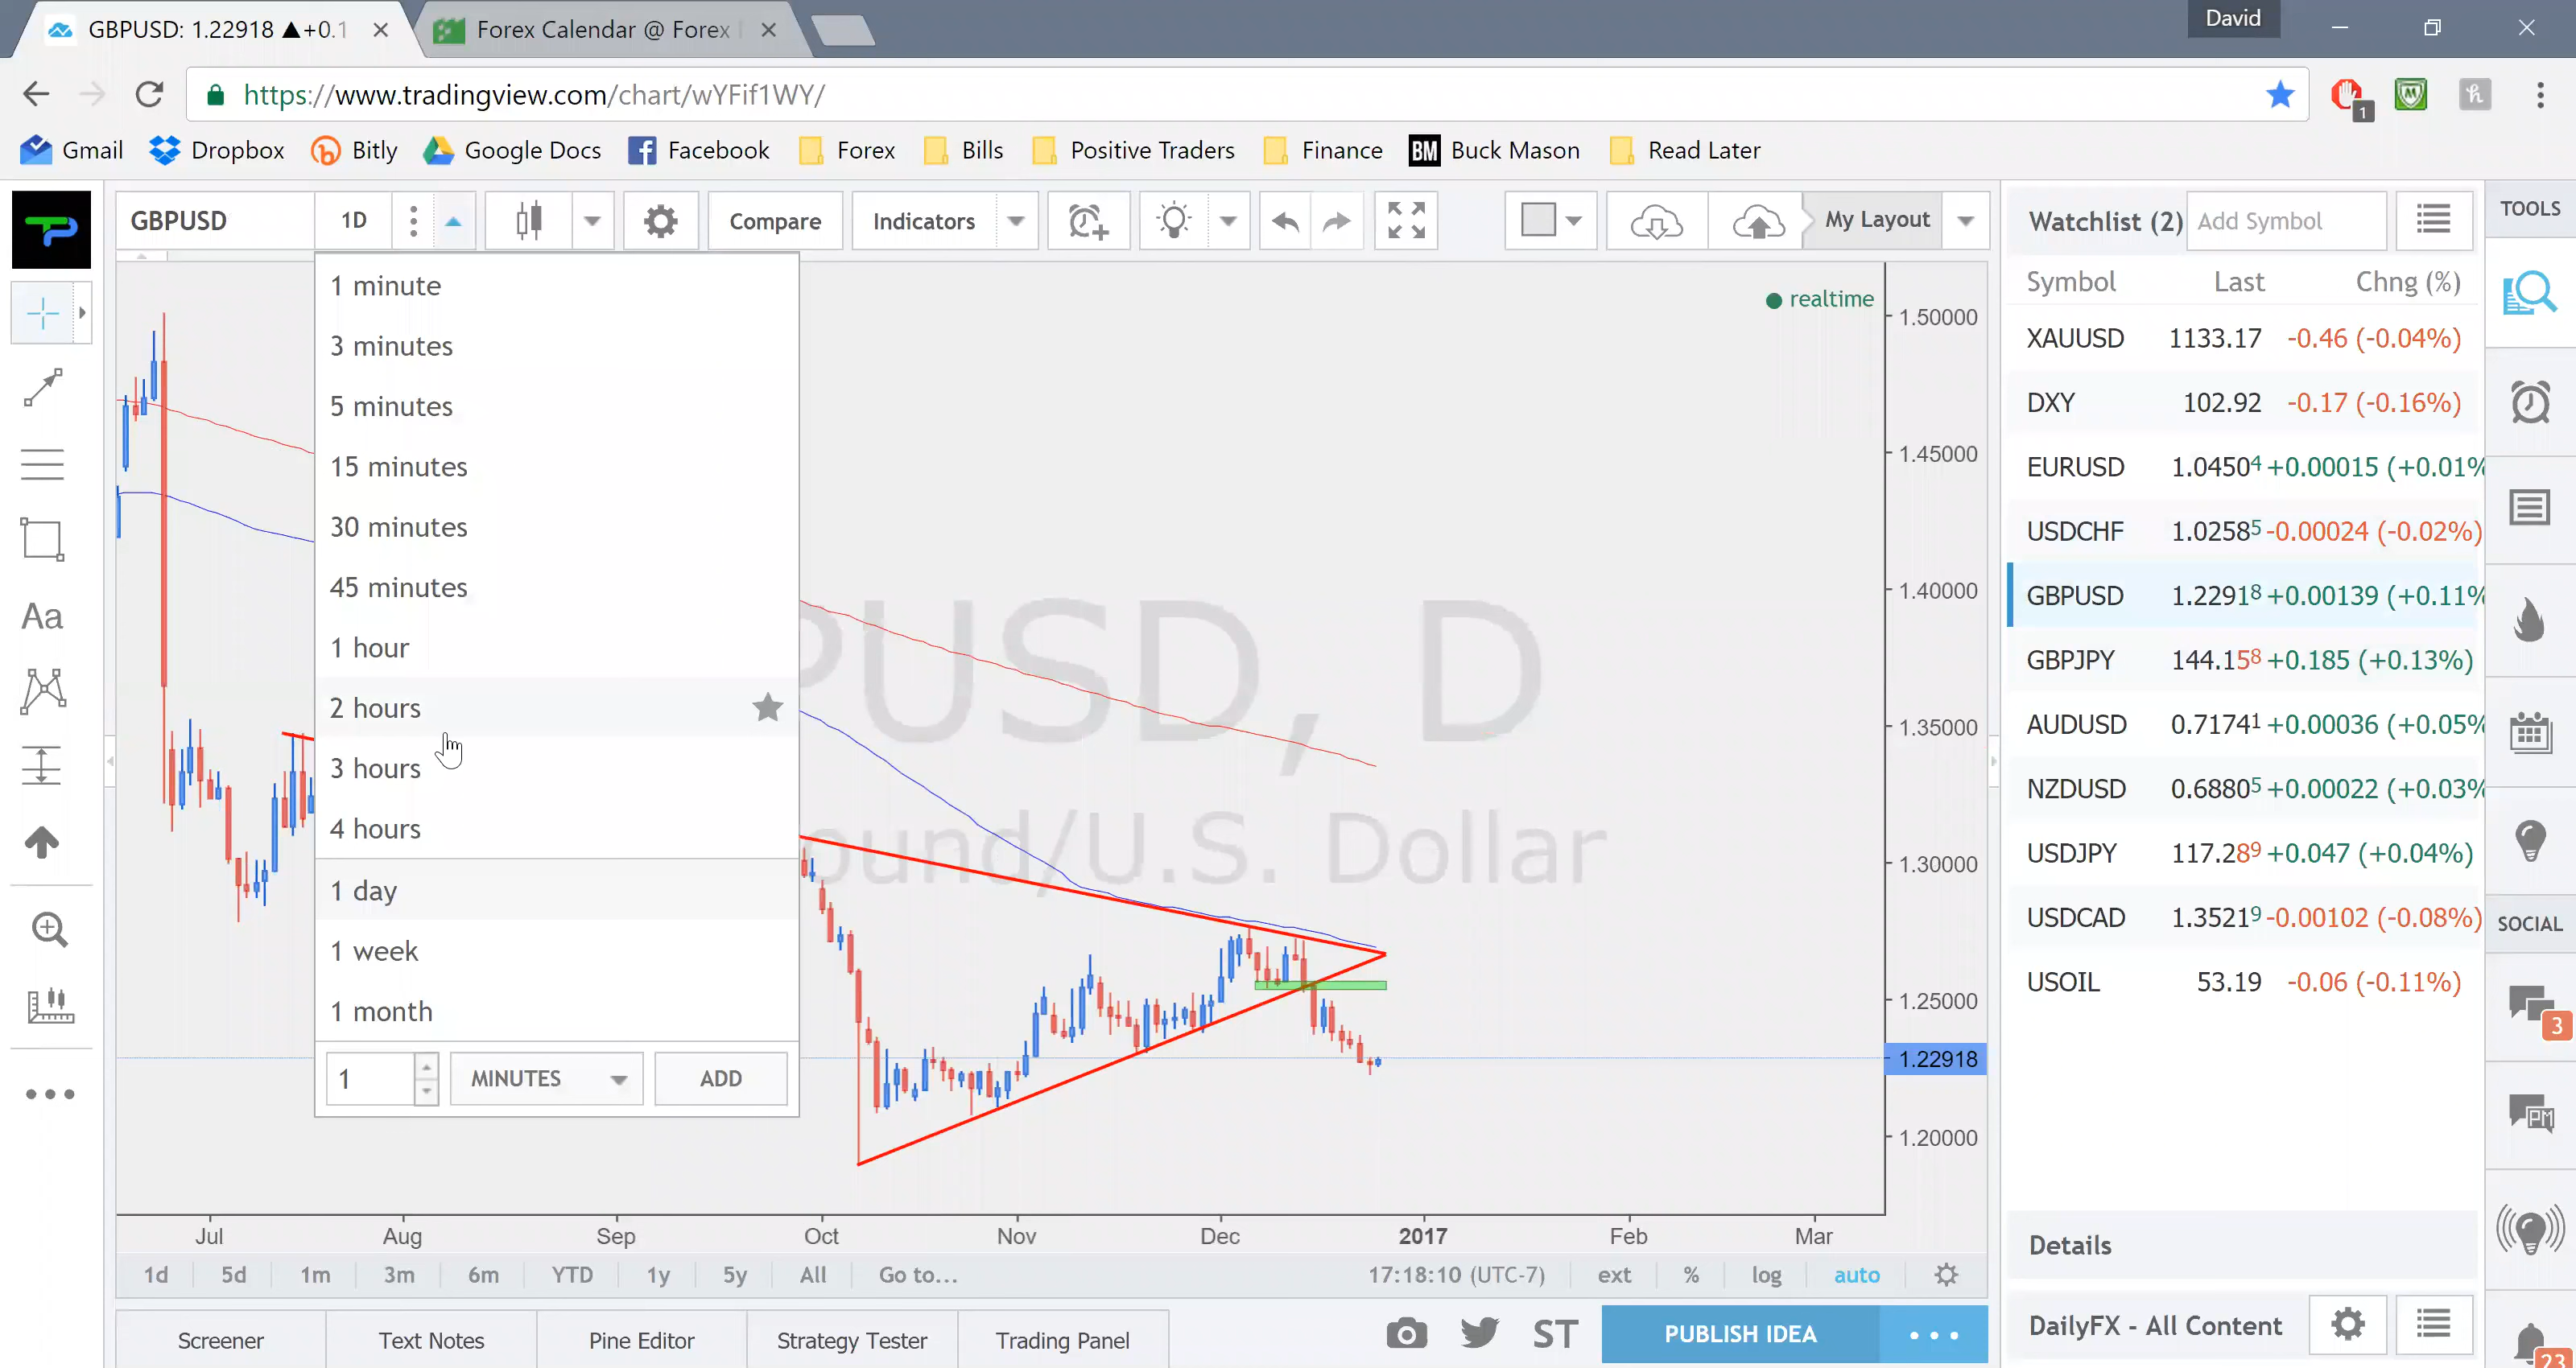 GBPUSD: 1.22918 ▲+0.1
Forex Calendar @ Forex
David
https://www.tradingview.com/chart/wYFif1WY/
1
Gmail
Dropbox
Bitly
Google Docs
Facebook
Forex
Bills
Positive Traders
Finance
BM Buck Mason
Read Later
GBPUSD
1D
Compare
Indicators
My Layout
Watchlist (2)
Add Symbol
TOOLS
1 minute
3 minutes
5 minutes
15 minutes
30 minutes
45 minutes
1 hour
2 hours
3 hours
4 hours
1 day
1 week
1 month
1
MINUTES
ADD
Aa
realtime
PUSD, D
ound/U.S. Dollar
1.50000
1.45000
1.40000
1.35000
1.30000
1.25000
1.22918
1.20000
Jul Aug Sep Oct Nov Dec 2017 Feb Mar
1d 5d 1m 3m 6m YTD 1y 5y All Go to...
17:18:10 (UTC-7) ext % log auto
Screener
Text Notes
Pine Editor
Strategy Tester
Trading Panel
ST
PUBLISH IDEA
Symbol Last Chng (%)
XAUUSD 1133.17 -0.46 (-0.04%)
DXY 102.92 -0.17 (-0.16%)
EURUSD 1.04504 +0.00015 (+0.01%
USDCHF 1.02585 -0.00024 (-0.02%)
GBPUSD 1.22918 +0.00139 (+0.11%
GBPJPY 144.158 +0.185 (+0.13%)
AUDUSD 0.71741 +0.00036 (+0.05%
NZDUSD 0.68805 +0.00022 (+0.03%
USDJPY 117.289 +0.047 (+0.04%)
USDCAD 1.35219 -0.00102 (-0.08%)
USOIL 53.19 -0.06 (-0.11%)
SOCIAL
3
PM
Details
DailyFX - All Content
23